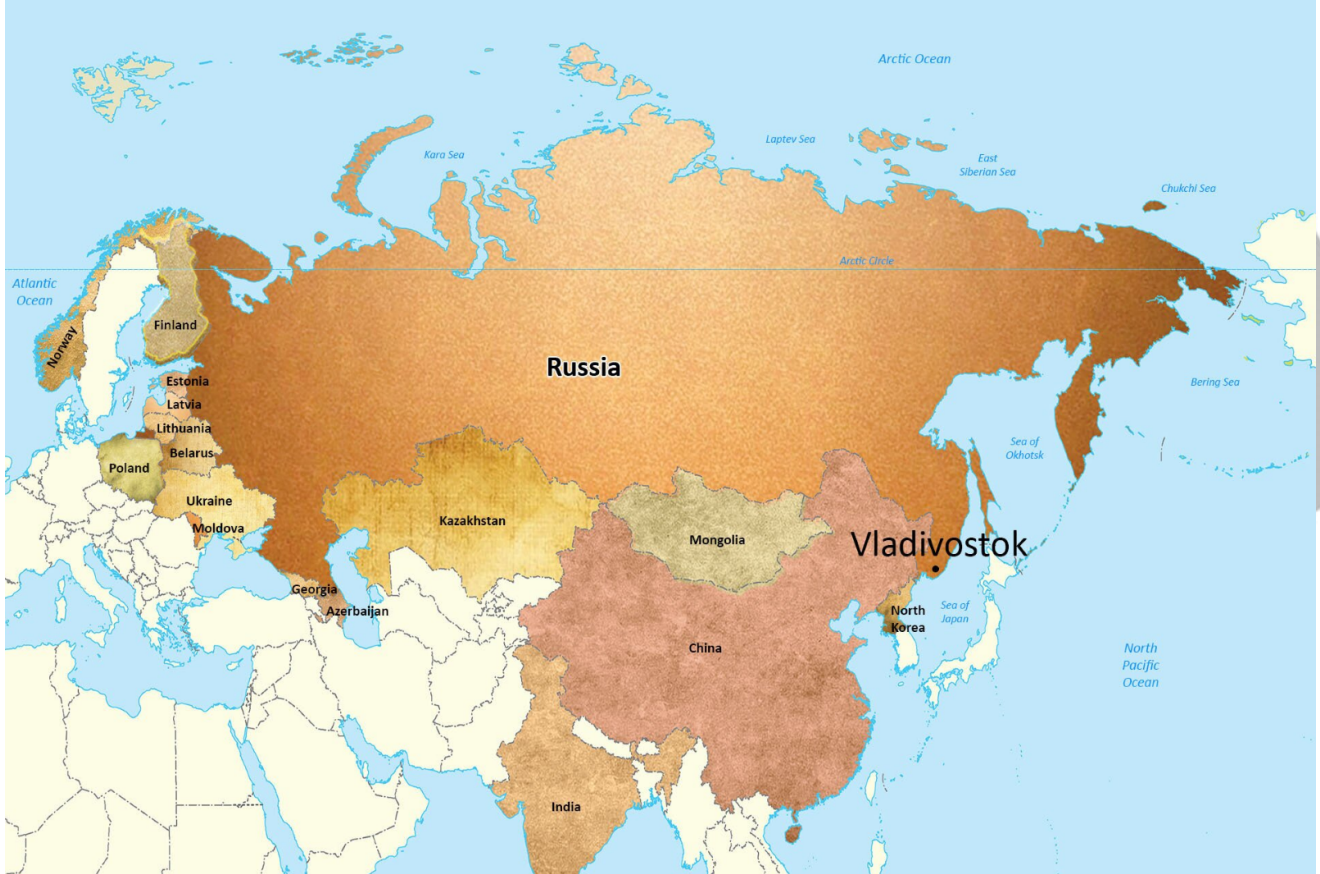 Arctic Ocean
Laptev Sea
Kara Sea
East
Siberian Sea
Chukchi Sea
Arctic Circle
Atlantic
Ocean
Finland
Norway
Russia
Estonia
Latvia
Lithuania
Belarus
Poland
Ukraine
Moldova
Bering Sea
Sea of
Okhotsk
Kazakhstan
Mongolia
Vladivostok
Georgia
Azerbaijan
North
Korea
Sea of
Japan
China
North
Pacific
Ocean
India